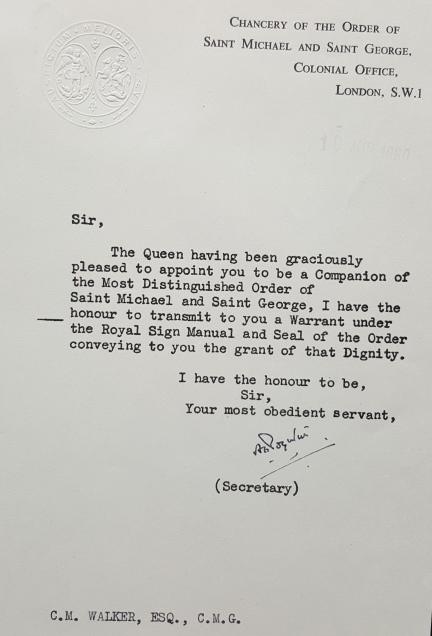 CHANCERY OF THE ORDER OF
SAINT MICHAEL AND SAINT GEORGE,
COLONIAL OFFICE,
LONDON, S.W.1
Sir,
The Queen having been graciously
pleased to appoint you to be a Companion of
the Most Distinguished Order of
Saint Michael and Saint George, I have the
honour to transmit to you a Warrant under
the Royal Sign Manual and Seal of the Order
conveying to you the grant of that Dignity.
I have the honour to be,
Sir,
Your most obedient servant,
(Secretary)
C.M. WALKER, ESQ., C.M.G.